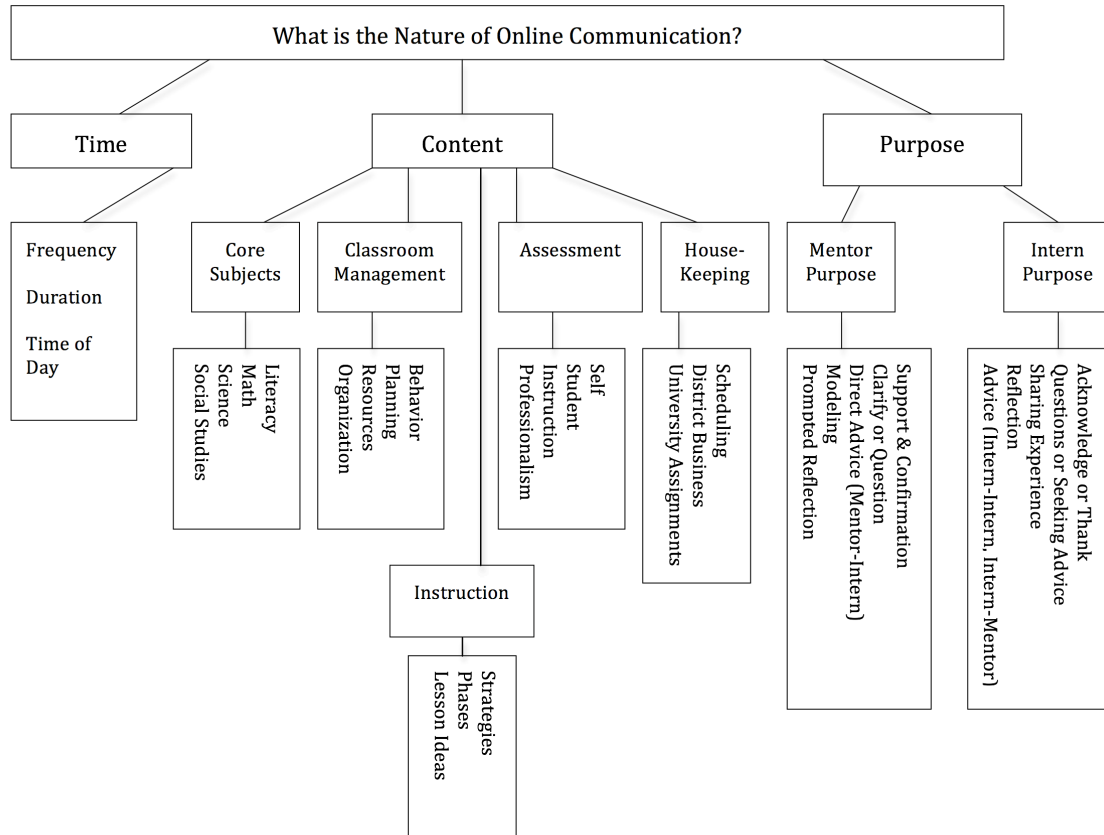 What is the Nature of Online Communication?
Time
Content
Purpose
Frequency
Duration
Time of
Day
Core
Subjects
Classroom
Management
Assessment
House-
Keeping
Mentor
Purpose
Intern
Purpose
Literacy
Math
Science
Social Studies
Behavior
Planning
Resources
Organization
Self
Student
Instruction
Professionalism
Scheduling
District Business
University Assignments
Support & Confirmation
Clarify or Question
Direct Advice (Mentor-Intern)
Modeling
Prompted Reflection
Acknowledge or Thank
Questions or Seeking Advice
Sharing Experience
Reflection
Advice (Intern-Intern, Intern-Mentor)
Instruction
Strategies
Phases
Lesson Ideas